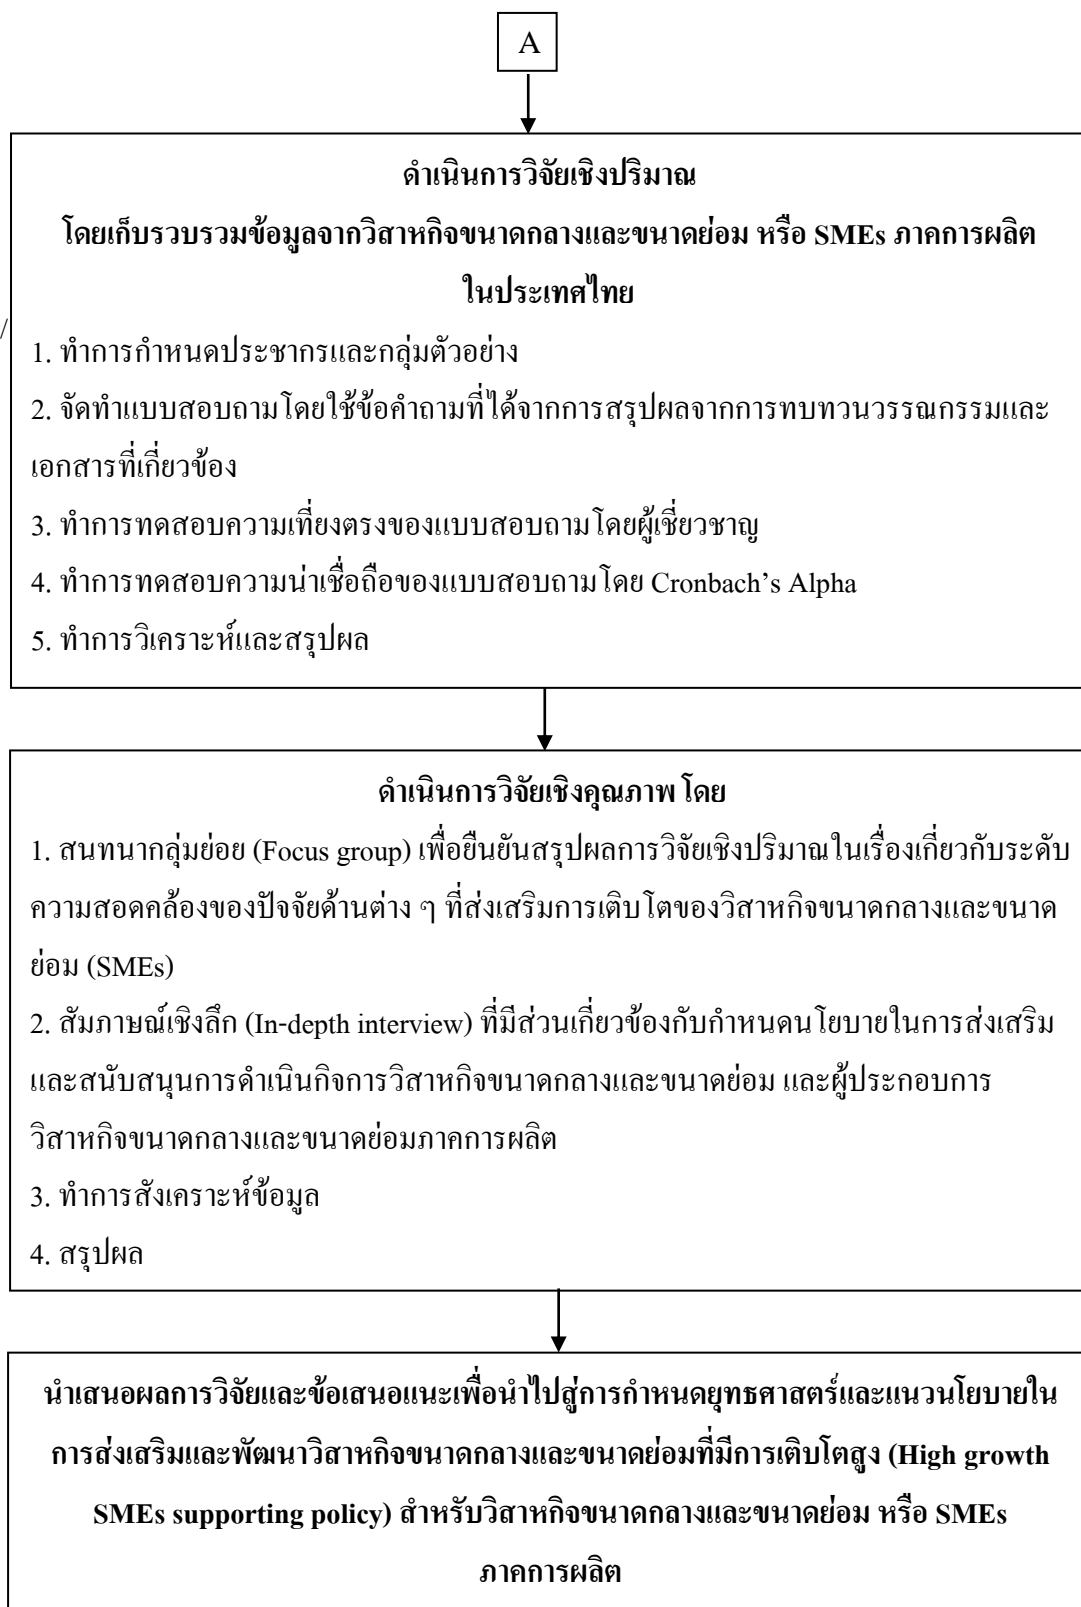 A
ดำเนินการวิจัยเชิงปริมาณ
โดยเก็บรวบรวมข้อมูลจากวิสาหกิจขนาดกลางและขนาดย่อม หรือ SMEs ภาคการผลิต
ในประเทศไทย
/
1. ทำการกำหนดประชากรและกลุ่มตัวอย่าง
2. จัดทำแบบสอบถามโดยใช้ข้อคำถามที่ได้จากการสรุปผลจากการทบทวนวรรณกรรมและ
เอกสารที่เกี่ยวข้อง
3. ทำการทดสอบความเที่ยงตรงของแบบสอบถามโดยผู้เชี่ยวชาญ
4. ทำการทดสอบความน่าเชื่อถือของแบบสอบถามโดย Cronbach’s Alpha
5. ทำการวิเคราะห์และสรุปผล
ดำเนินการวิจัยเชิงคุณภาพ โดย
1. สนทนากลุ่มย่อย (Focus group) เพื่อยืนยันสรุปผลการวิจัยเชิงปริมาณในเรื่องเกี่ยวกับระดับ
ความสอดคล้องของปัจจัยด้านต่าง ๆ ที่ส่งเสริมการเติบโตของวิสาหกิจขนาดกลางและขนาด
ย่อม (SMEs)
2. สัมภาษณ์เชิงลึก (In-depth interview) ที่มีส่วนเกี่ยวข้องกับกำหนดนโยบายในการส่งเสริม
และสนับสนุนการดำเนินกิจการวิสาหกิจขนาดกลางและขนาดย่อม และผู้ประกอบการ
วิสาหกิจขนาดกลางและขนาดย่อมภาคการผลิต
3. ทำการสังเคราะห์ข้อมูล
4. สรุปผล
นำเสนอผลการวิจัยและข้อเสนอแนะเพื่อนำไปสู่การกำหนดยุทธศาสตร์และแนวนโยบายใน
การส่งเสริมและพัฒนาวิสาหกิจขนาดกลางและขนาดย่อมที่มีการเติบโตสูง (High growth
SMEs supporting policy) สำหรับวิสาหกิจขนาดกลางและขนาดย่อม หรือ SMEs
ภาคการผลิต